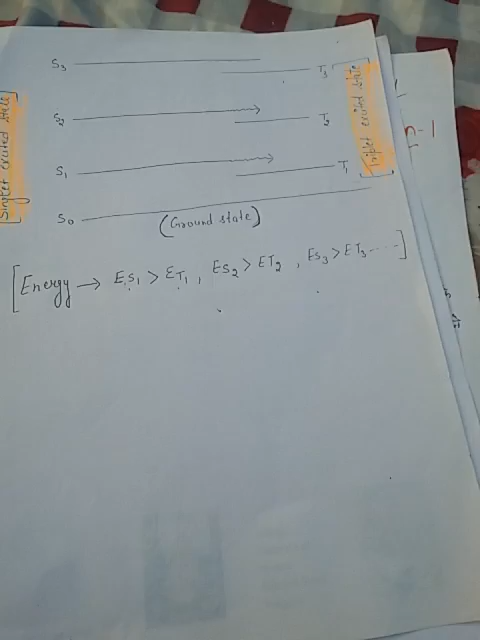 S3 T3
S2 T2
S1 T1
S0 (Ground state)
Singlet excited state
Triplet excited state
[Energy → ES1 > ET1, ES2 > ET2, ES3 > ET3 ----]
-1